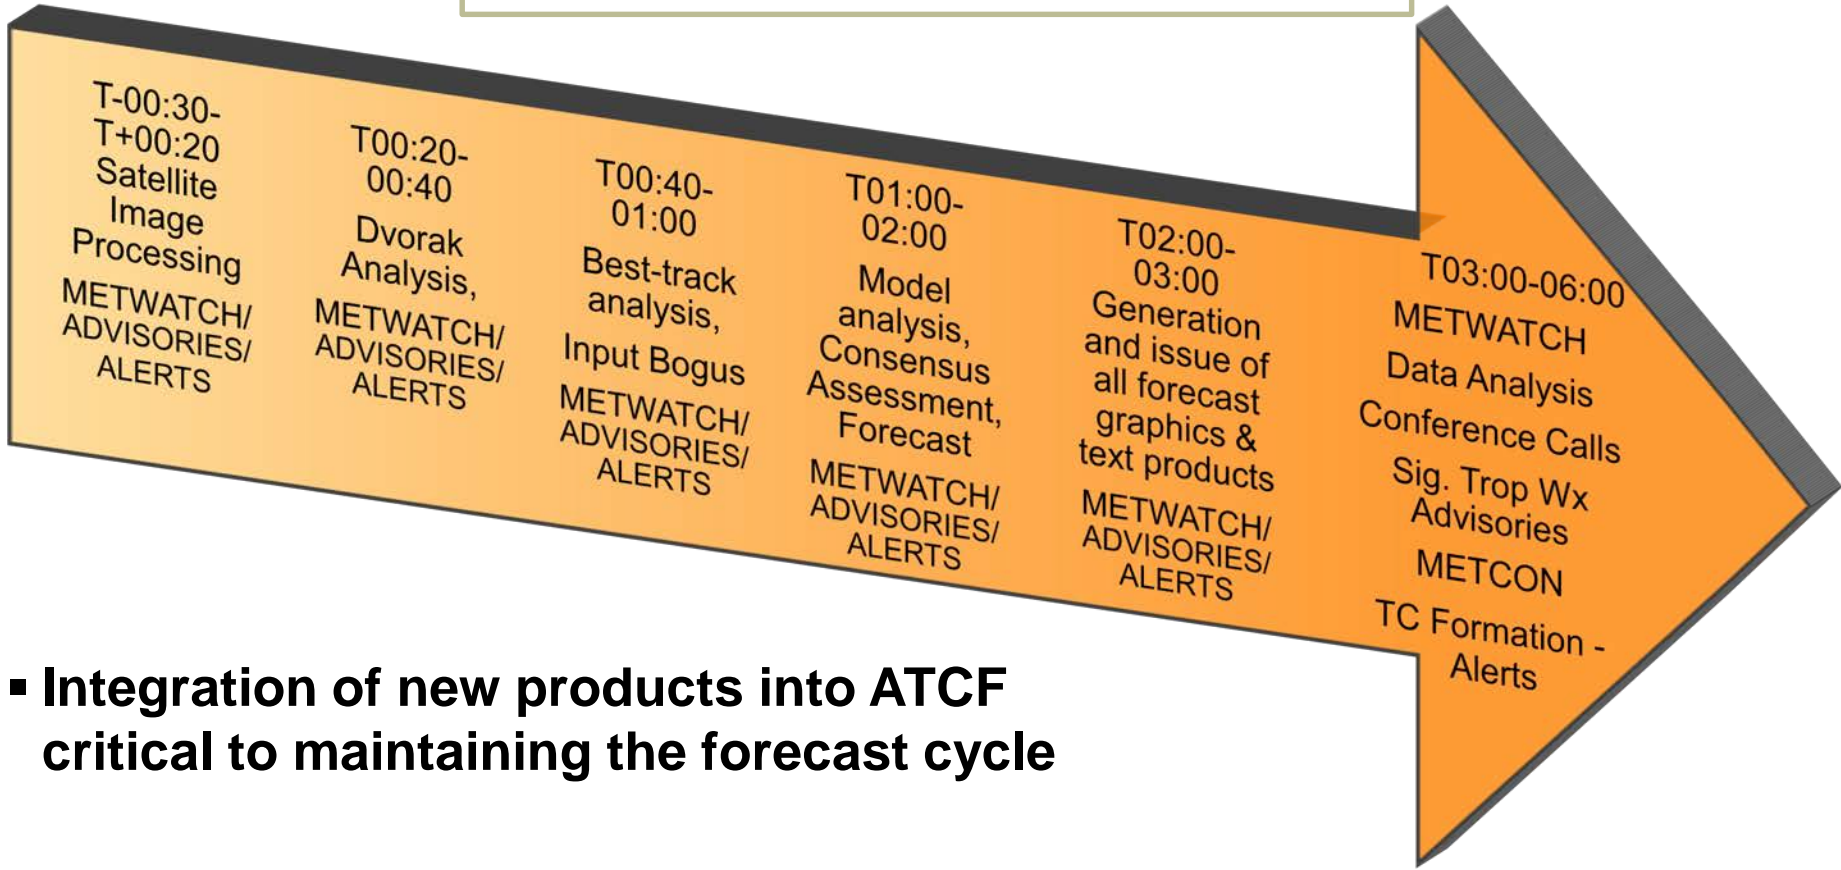 T-00:30-
T+00:20
Satellite
Image
Processing
METWATCH/
ADVISORIES/
ALERTS
T00:20-
00:40
Dvorak
Analysis,
METWATCH/
ADVISORIES/
ALERTS
T00:40-
01:00
Best-track
analysis,
Input Bogus
METWATCH/
ADVISORIES/
ALERTS
T01:00-
02:00
Model
analysis,
Consensus
Assessment,
Forecast
METWATCH/
ADVISORIES/
ALERTS
T02:00-
03:00
Generation
and issue of
all forecast
graphics &
text products
METWATCH/
ADVISORIES/
ALERTS
T03:00-06:00
METWATCH
Data Analysis
Conference Calls
Sig. Trop Wx
Advisories
METCON
TC Formation -
Alerts
▪ Integration of new products into ATCF
critical to maintaining the forecast cycle